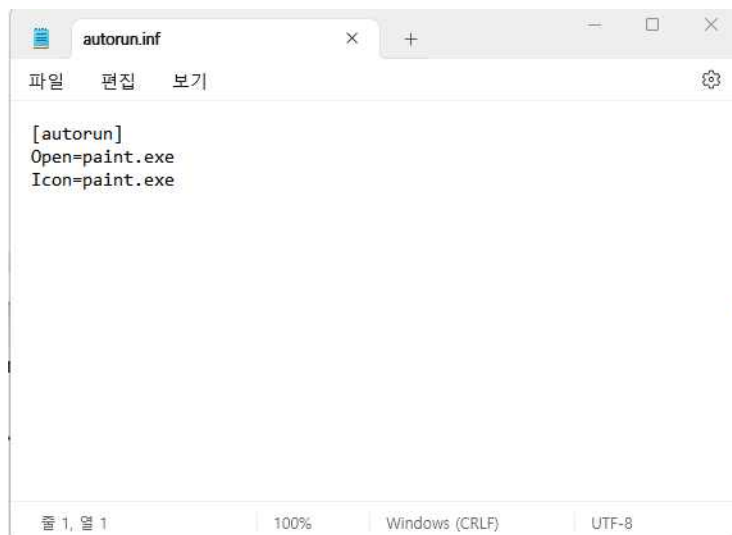 autorun.inf
파일 편집 보기
[autorun]
Open=paint.exe
Icon=paint.exe
줄 1, 열 1 100% Windows (CRLF) UTF-8